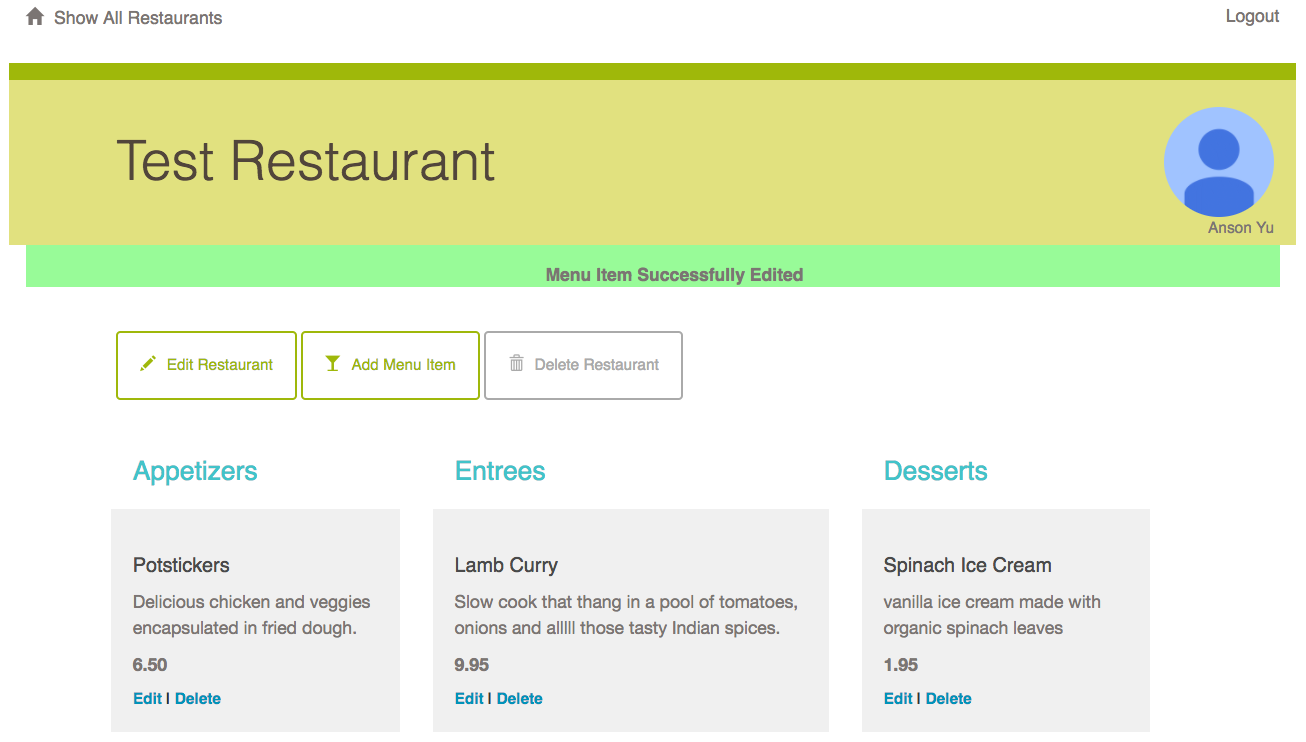 Show All Restaurants
Logout
Test Restaurant
Anson Yu
Menu Item Successfully Edited
Edit Restaurant
Add Menu Item
Delete Restaurant
Appetizers
Potstickers
Delicious chicken and veggies
encapsulated in fried dough.
6.50
Edit | Delete
Entrees
Lamb Curry
Slow cook that thang in a pool of tomatoes,
onions and alllll those tasty Indian spices.
9.95
Edit | Delete
Desserts
Spinach Ice Cream
vanilla ice cream made with
organic spinach leaves
1.95
Edit | Delete